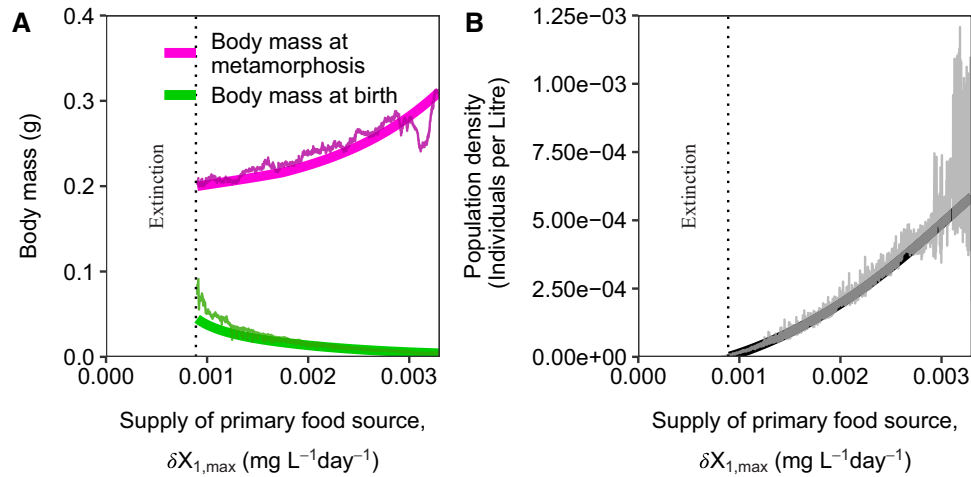 A
Body mass (g)
0.4
0.3
0.2
0.1
0.0
Body mass at
metamorphosis
Body mass at birth
Extinction
0.000
0.001
0.002
0.003
Supply of primary food source,
δX1,max (mg L−1day−1)
B
Population density
(Individuals per Litre)
1.25e−03
1.00e−03
7.50e−04
5.00e−04
2.50e−04
0.00e+00
Extinction
0.000
0.001
0.002
0.003
Supply of primary food source,
δX1,max (mg L−1day−1)